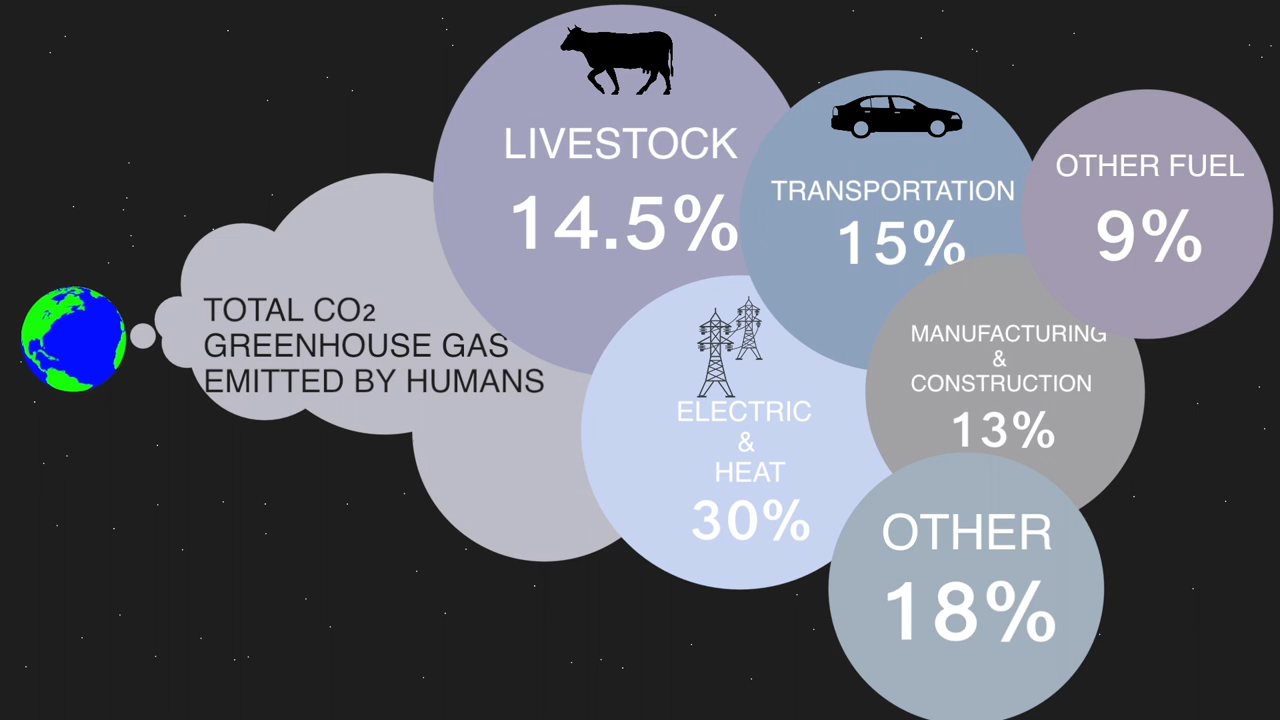 TOTAL CO₂
GREENHOUSE GAS
EMITTED BY HUMANS
LIVESTOCK
14.5%
TRANSPORTATION
15%
OTHER FUEL
9%
ELECTRIC
&
HEAT
30%
MANUFACTURING
&
CONSTRUCTION
13%
OTHER
18%